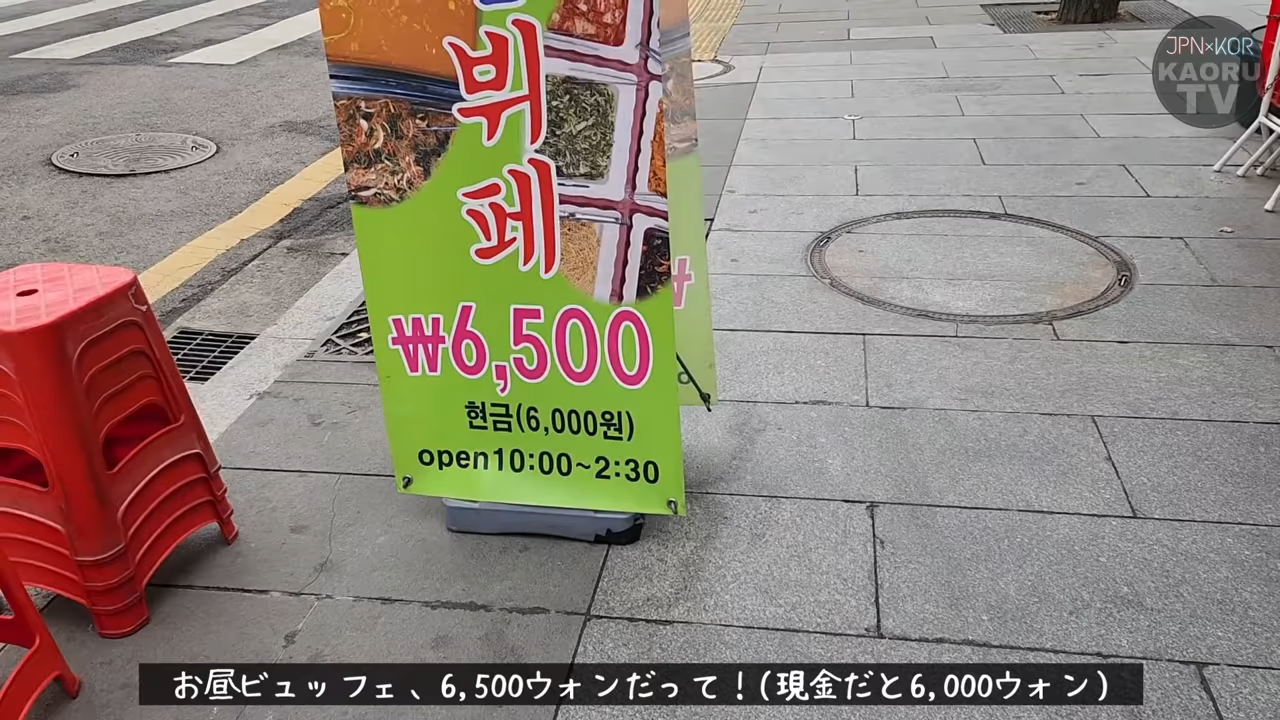 JPN×KOR
KAORU
TV
뷔
페
₩6,500
현금(6,000원)
open10:00~2:30
お昼ビュッフェ、6,500ウォンだって！(現金だと6,000ウォン)